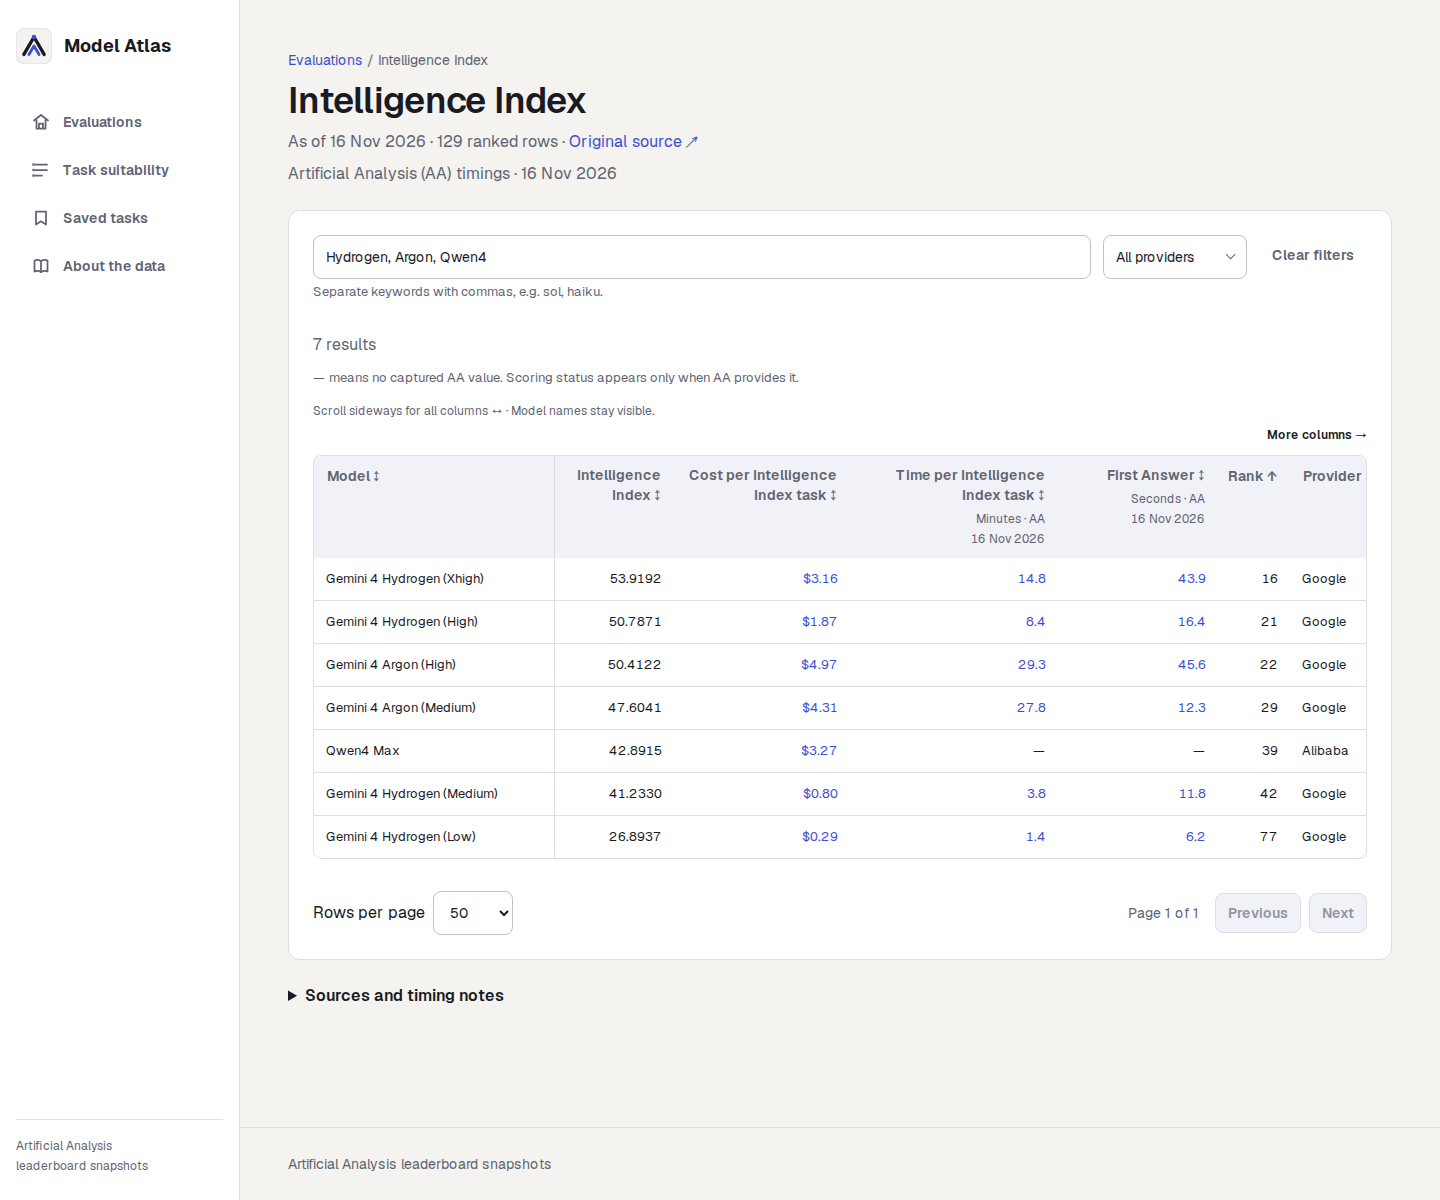 Model Atlas
Evaluations
Task suitability
Saved tasks
About the data
Artificial Analysis
leaderboard snapshots
Evaluations / Intelligence Index
Intelligence Index
As of 16 Nov 2026 · 129 ranked rows · Original source ↗
Artificial Analysis (AA) timings · 16 Nov 2026
Hydrogen, Argon, Qwen4
All providers
Clear filters
Separate keywords with commas, e.g. sol, haiku.
7 results
— means no captured AA value. Scoring status appears only when AA provides it.
Scroll sideways for all columns ↔ · Model names stay visible.
More columns →
Model ↕ Intelligence Index ↕ Cost per Intelligence Index task ↕ Time per Intelligence Index task ↕ Minutes · AA 16 Nov 2026 First Answer ↕ Seconds · AA 16 Nov 2026 Rank ↑ Provider
Gemini 4 Hydrogen (Xhigh) 53.9192 $3.16 14.8 43.9 16 Google
Gemini 4 Hydrogen (High) 50.7871 $1.87 8.4 16.4 21 Google
Gemini 4 Argon (High) 50.4122 $4.97 29.3 45.6 22 Google
Gemini 4 Argon (Medium) 47.6041 $4.31 27.8 12.3 29 Google
Qwen4 Max 42.8915 $3.27 — — 39 Alibaba
Gemini 4 Hydrogen (Medium) 41.2330 $0.80 3.8 11.8 42 Google
Gemini 4 Hydrogen (Low) 26.8937 $0.29 1.4 6.2 77 Google
Rows per page 50
Page 1 of 1 Previous Next
Sources and timing notes
Artificial Analysis leaderboard snapshots